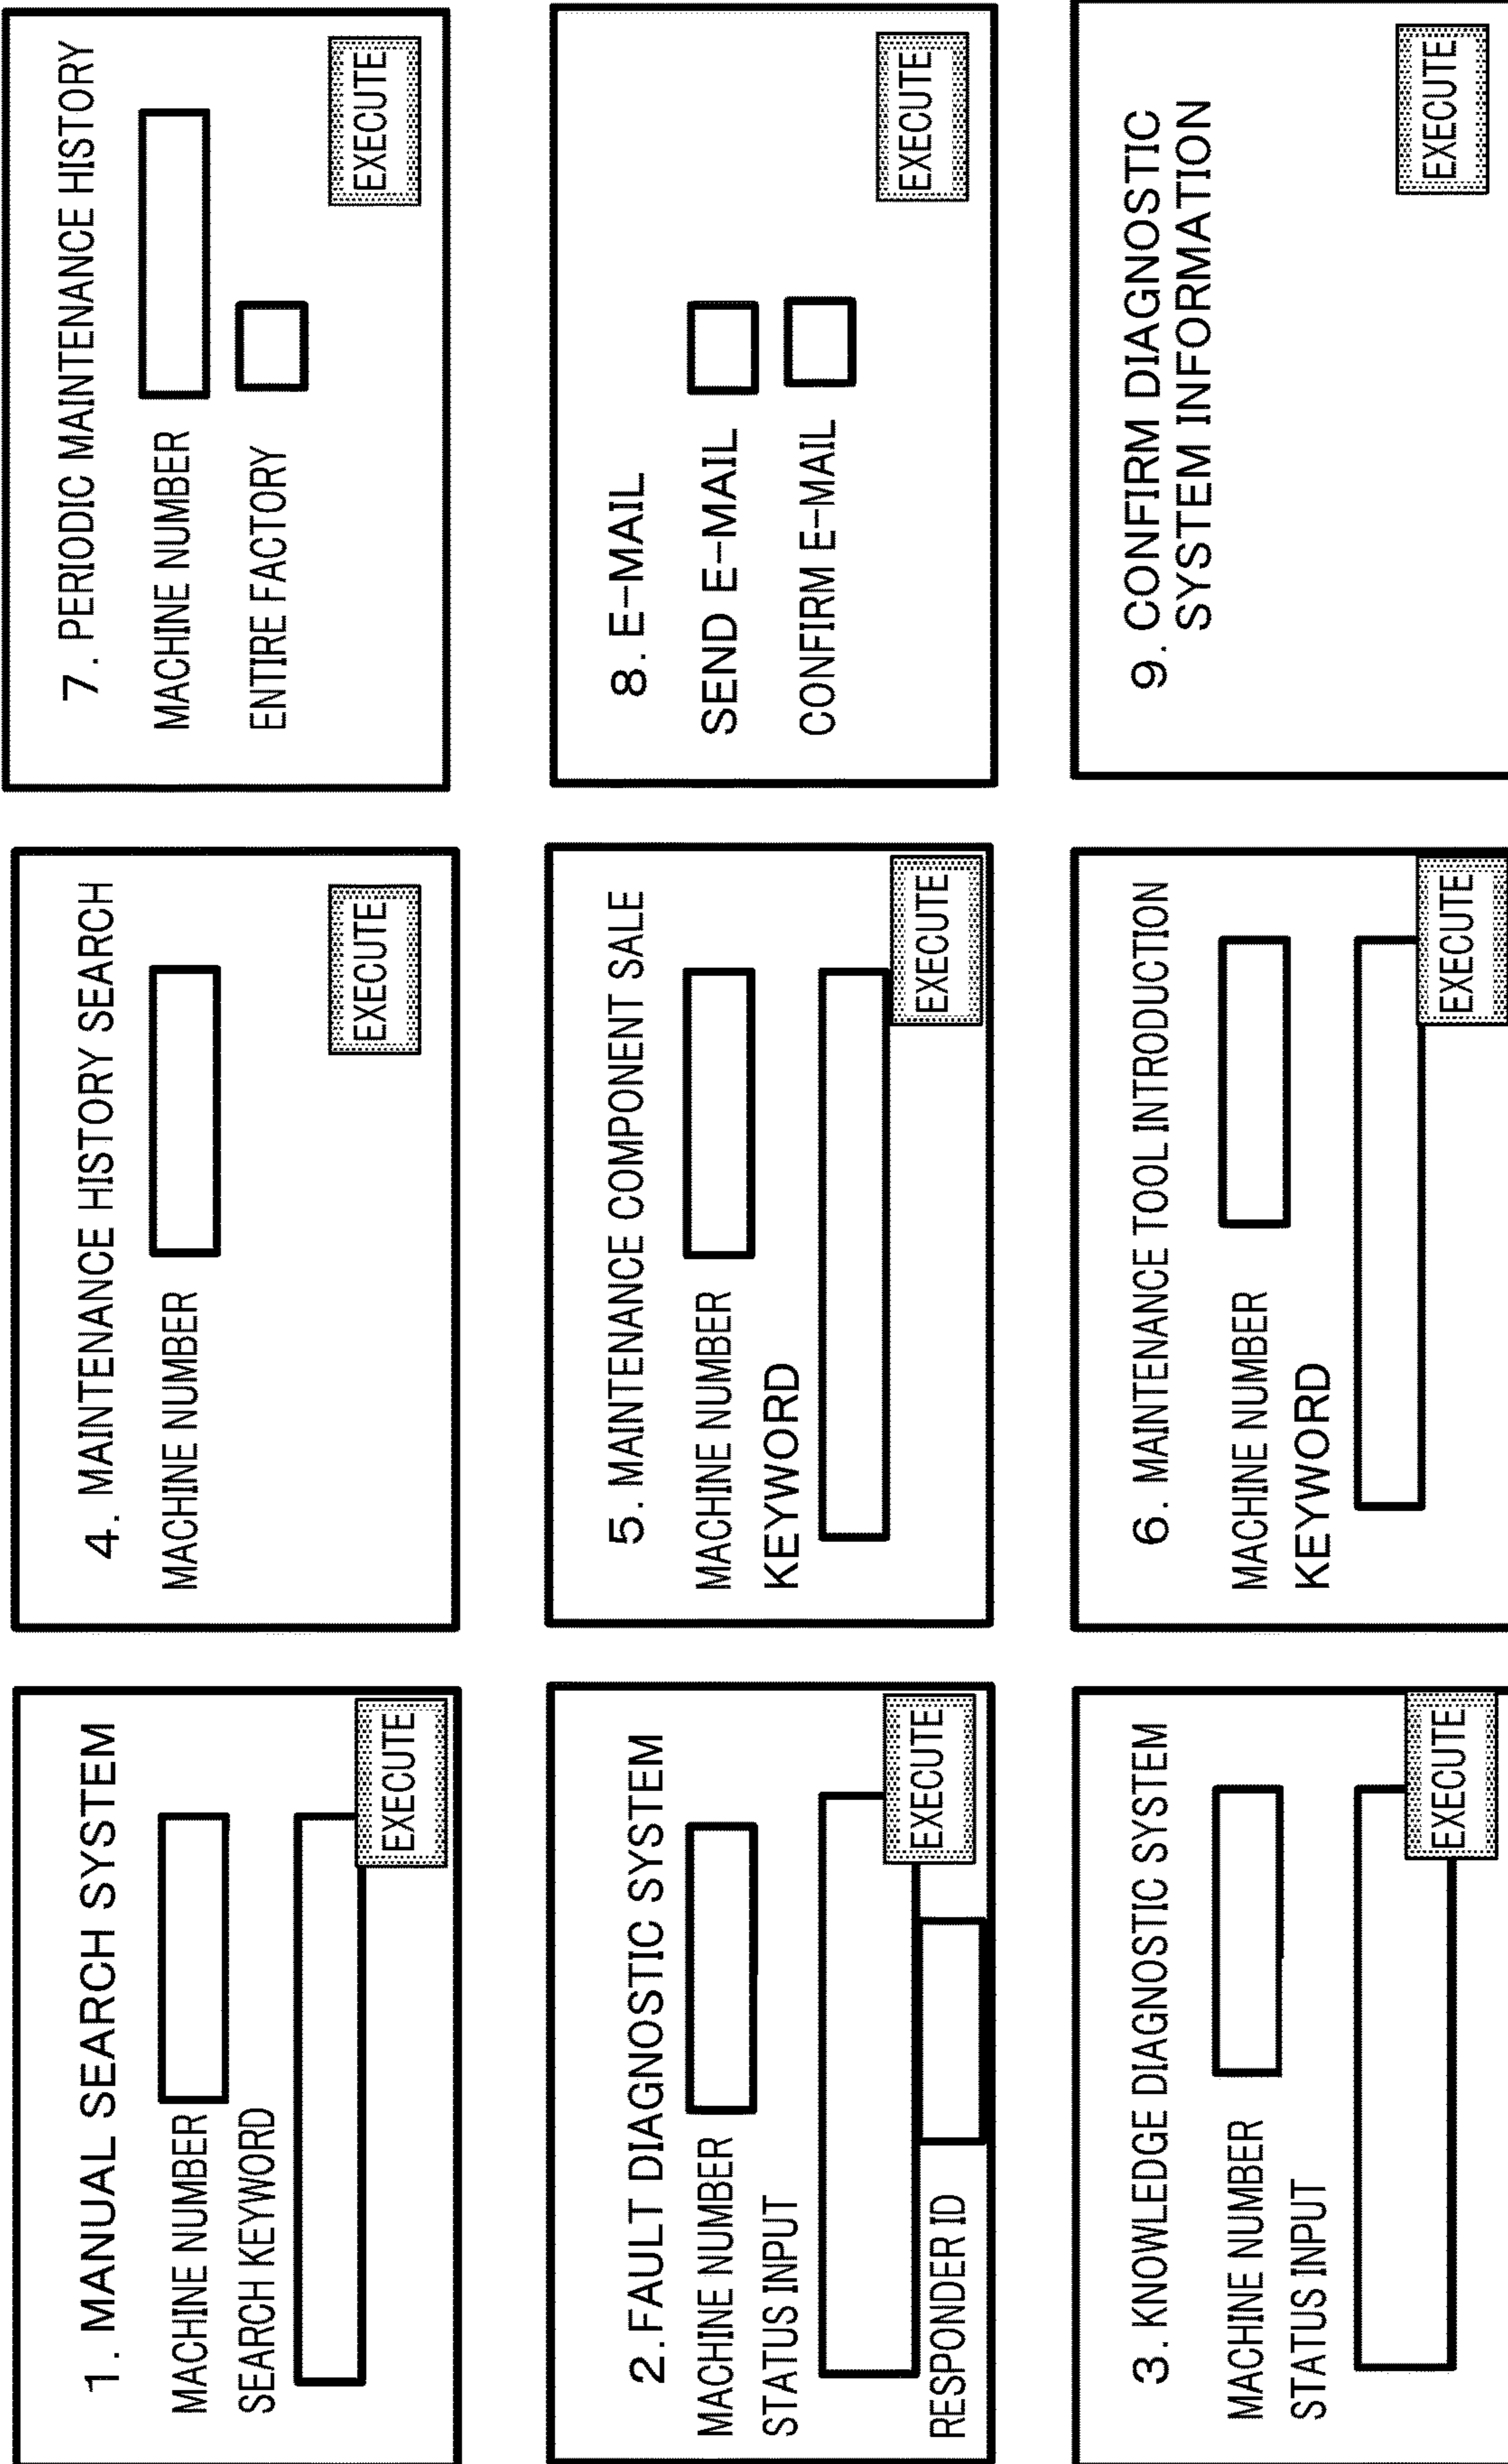 1. MANUAL SEARCH SYSTEM
MACHINE NUMBER
SEARCH KEYWORD
EXECUTE
2. FAULT DIAGNOSTIC SYSTEM
MACHINE NUMBER
STATUS INPUT
EXECUTE
RESPONDER ID
3. KNOWLEDGE DIAGNOSTIC SYSTEM
MACHINE NUMBER
STATUS INPUT
EXECUTE
4. MAINTENANCE HISTORY SEARCH
MACHINE NUMBER
EXECUTE
5. MAINTENANCE COMPONENT SALE
MACHINE NUMBER
KEYWORD
EXECUTE
6. MAINTENANCE TOOL INTRODUCTION
MACHINE NUMBER
KEYWORD
EXECUTE
7. PERIODIC MAINTENANCE HISTORY
MACHINE NUMBER
ENTIRE FACTORY
EXECUTE
8. E-MAIL
SEND E-MAIL
CONFIRM E-MAIL
EXECUTE
9. CONFIRM DIAGNOSTIC
SYSTEM INFORMATION
EXECUTE